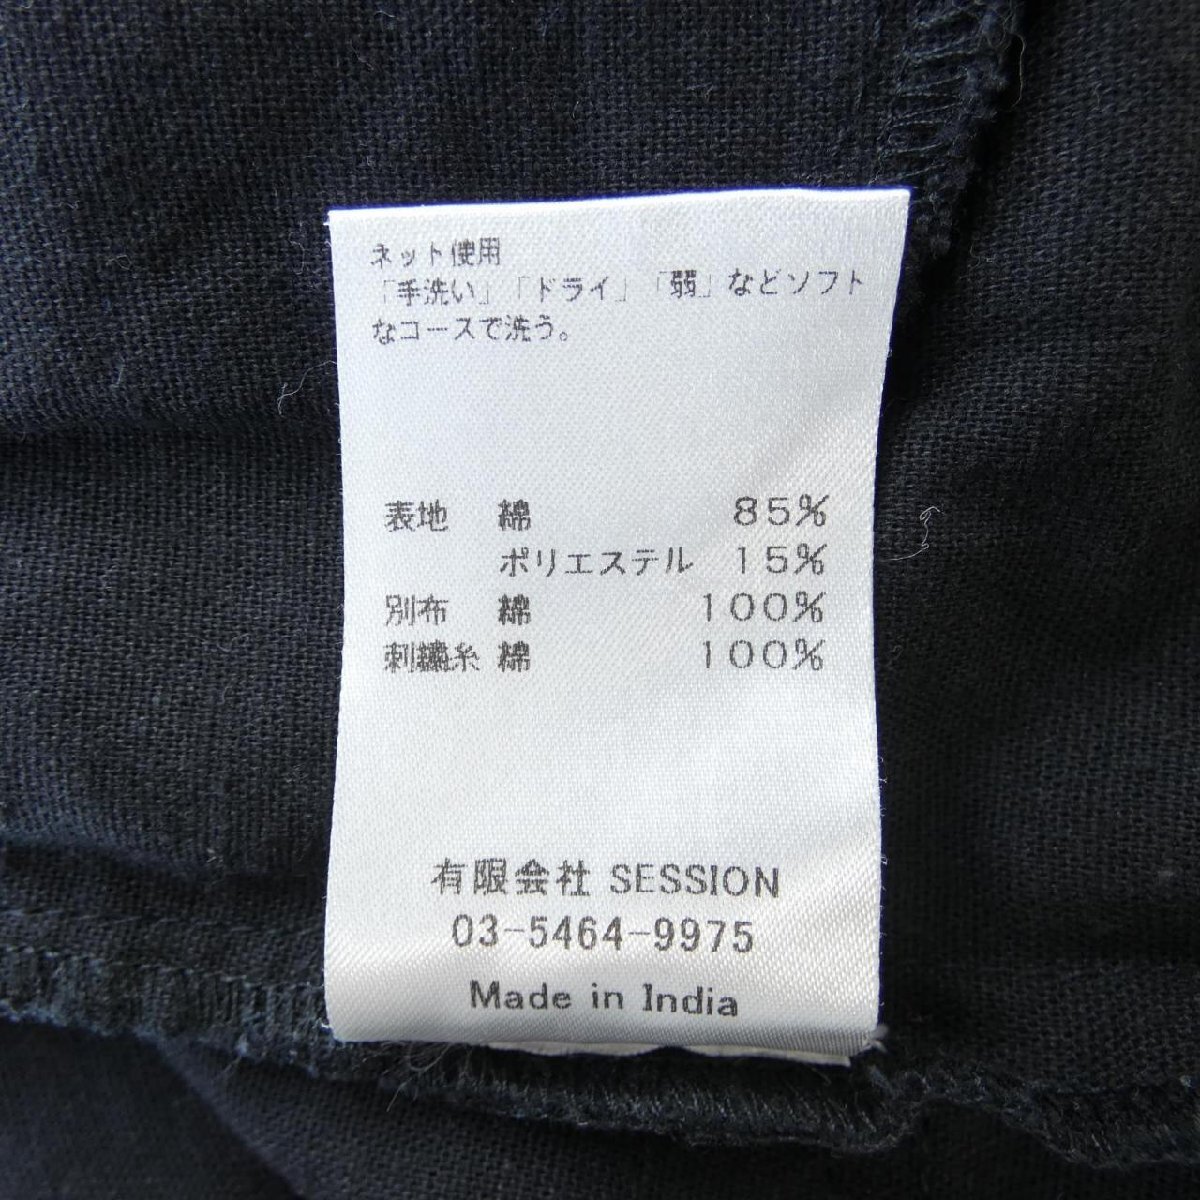 ネット使用
「手洗い」「ドライ」「弱」などソフト
なコースで洗う。
表地 綿 85%
ポリエステル 15%
別布 綿 100%
刺繍糸 綿 100%
有限会社 SESSION
03-5464-9975
Made in India